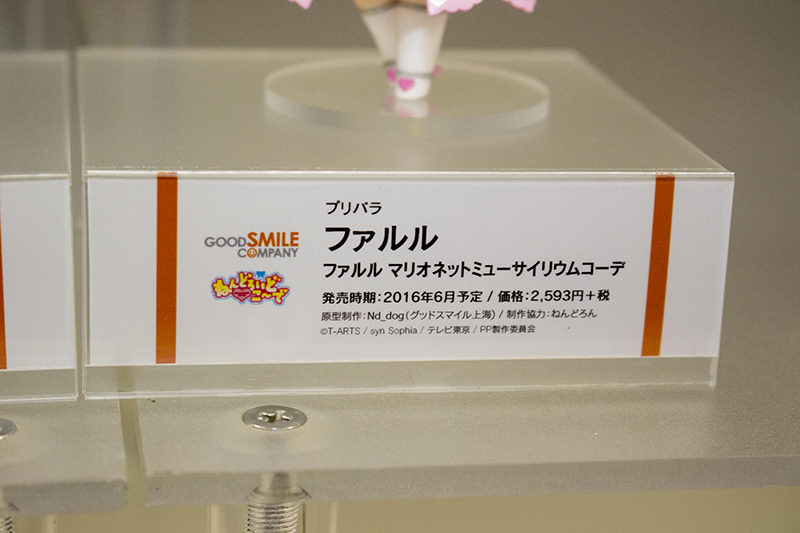 プリパラ
GOODSMILE
COMPANY
ファルル
ねんどろいど
こ〜で
ファルル マリオネットミューサイリウムコーデ
発売時期:2016年6月予定 / 価格:2,593円+税
原型制作:Nd_dog(グッドスマイル上海) / 制作協力:ねんどろん
©T-ARTS / syn Sophia / テレビ東京 / PP製作委員会